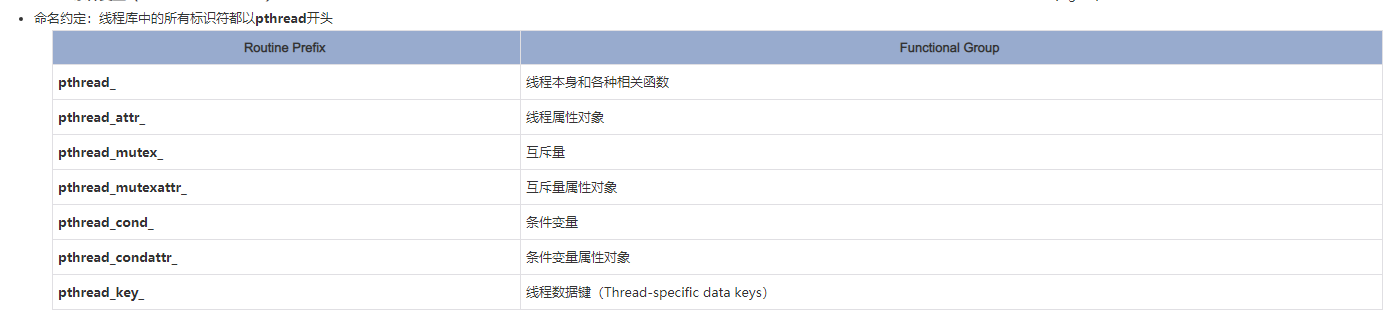 命名约定：线程库中的所有标识符都以pthread开头
Routine Prefix Functional Group
pthread_ 线程本身和各种相关函数
pthread_attr_ 线程属性对象
pthread_mutex_ 互斥量
pthread_mutexattr_ 互斥量属性对象
pthread_cond_ 条件变量
pthread_condattr_ 条件变量属性对象
pthread_key_ 线程数据键（Thread-specific data keys）